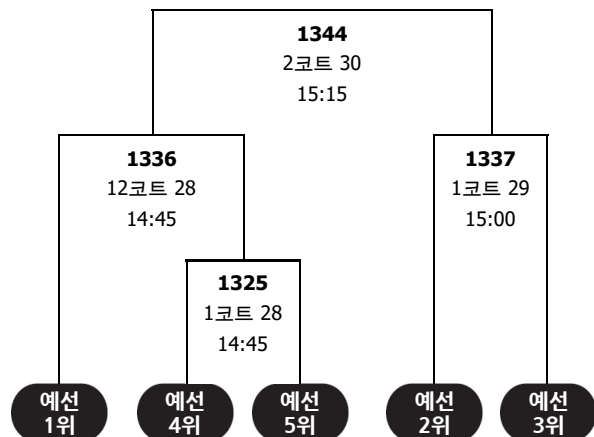 1344
2코트 30
15:15
1336
12코트 28
14:45
1337
1코트 29
15:00
1325
1코트 28
14:45
예선
1위
예선
4위
예선
5위
예선
2위
예선
3위